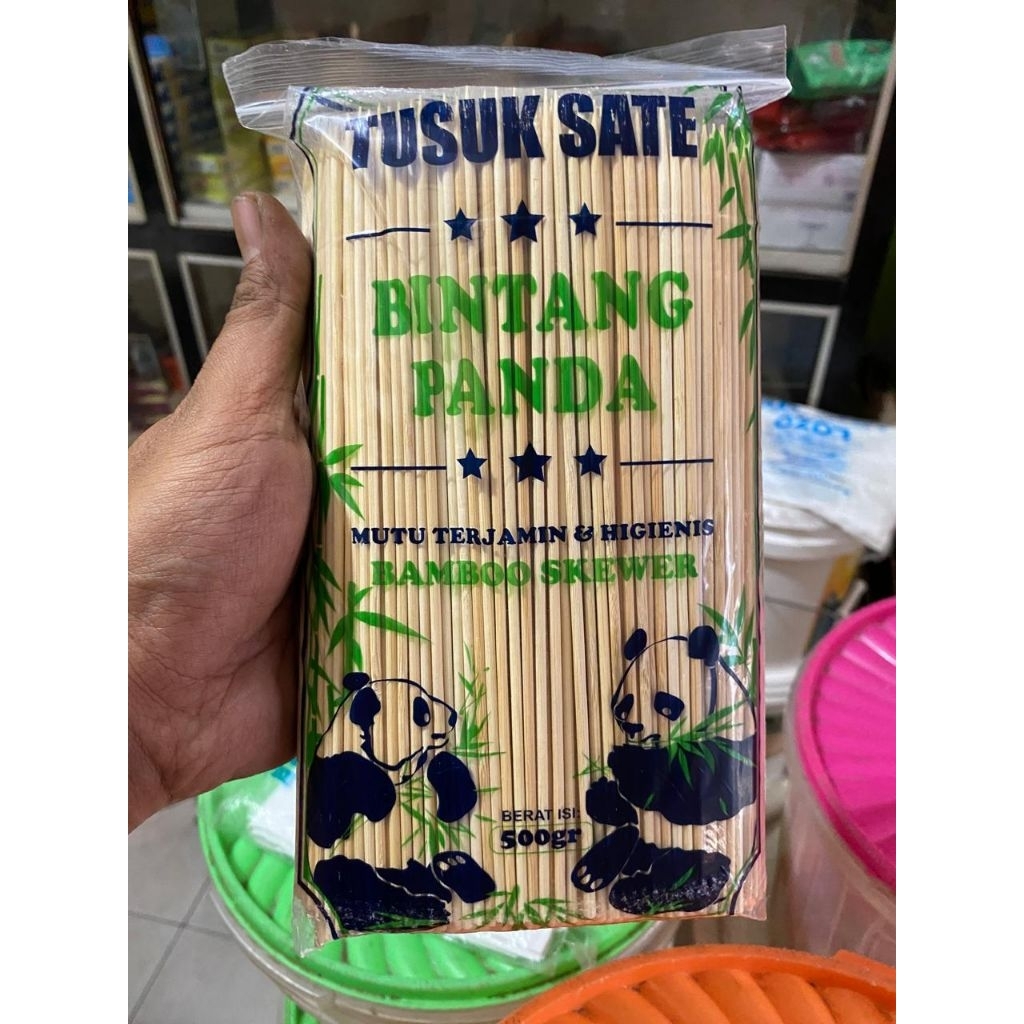 TUSUK SATE
BINTANG
PANDA
MUTU TERJAMIN & HIGIENIS
BAMBOO SKEWER
BERAT ISI:
500gr